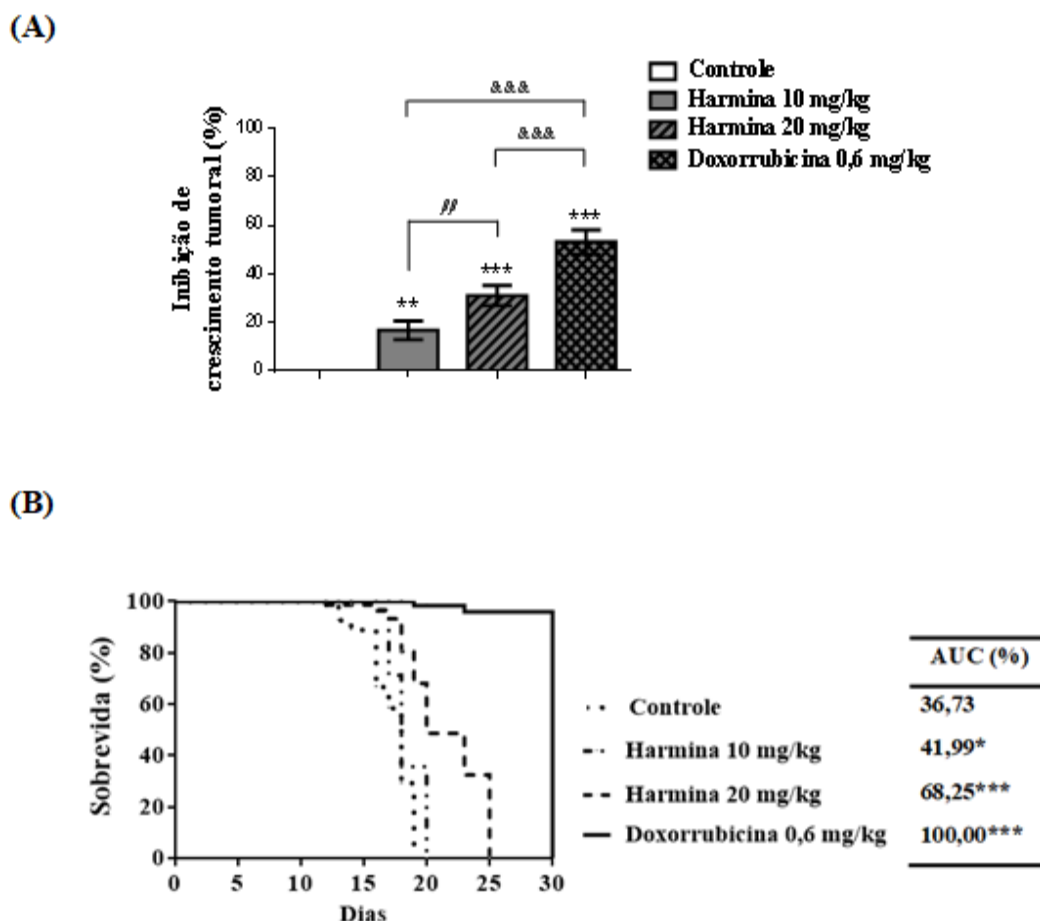 (A)
Controle
Harmina 10 mg/kg
Harmina 20 mg/kg
Doxorrubicina 0,6 mg/kg
Inibição de
crescimento tumoral (%)
100
80
60
40
20
0
&&&
&&&
ββ
**
***
***
(B)
Sobrevida (%)
100
80
60
40
20
0
0 5 10 15 20 25 30
Dias
AUC (%)
Controle 36,73
Harmina 10 mg/kg 41,99*
Harmina 20 mg/kg 68,25***
Doxorrubicina 0,6 mg/kg 100,00***